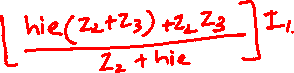 [ hie(Z₂+Z₃)+Z₂Z₃ / Z₂+hie ] I₁.